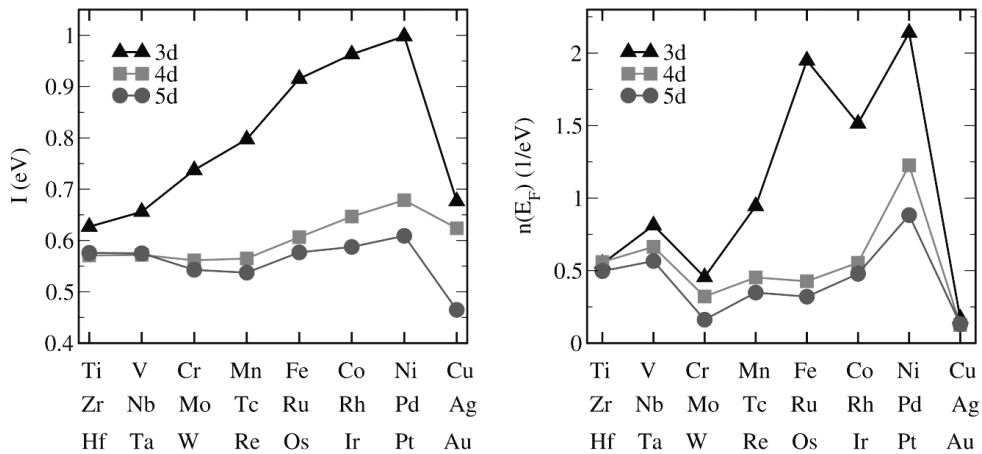 1
0.9
0.8
0.7
0.6
0.5
0.4
I (eV)
3d
4d
5d
Ti V Cr Mn Fe Co Ni Cu
Zr Nb Mo Tc Ru Rh Pd Ag
Hf Ta W Re Os Ir Pt Au
2
1.5
1
0.5
0
n(E_F) (1/eV)
3d
4d
5d
Ti V Cr Mn Fe Co Ni Cu
Zr Nb Mo Tc Ru Rh Pd Ag
Hf Ta W Re Os Ir Pt Au